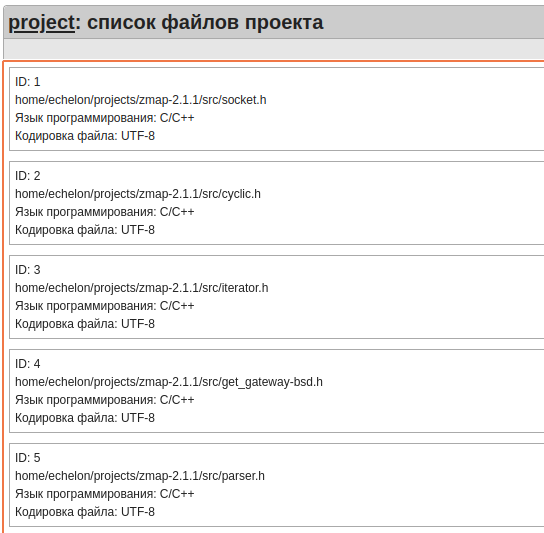 project: список файлов проекта
ID: 1
home/echelon/projects/zmap-2.1.1/src/socket.h
Язык программирования: C/C++
Кодировка файла: UTF-8
ID: 2
home/echelon/projects/zmap-2.1.1/src/cyclic.h
Язык программирования: C/C++
Кодировка файла: UTF-8
ID: 3
home/echelon/projects/zmap-2.1.1/src/iterator.h
Язык программирования: C/C++
Кодировка файла: UTF-8
ID: 4
home/echelon/projects/zmap-2.1.1/src/get_gateway-bsd.h
Язык программирования: C/C++
Кодировка файла: UTF-8
ID: 5
home/echelon/projects/zmap-2.1.1/src/parser.h
Язык программирования: C/C++
Кодировка файла: UTF-8